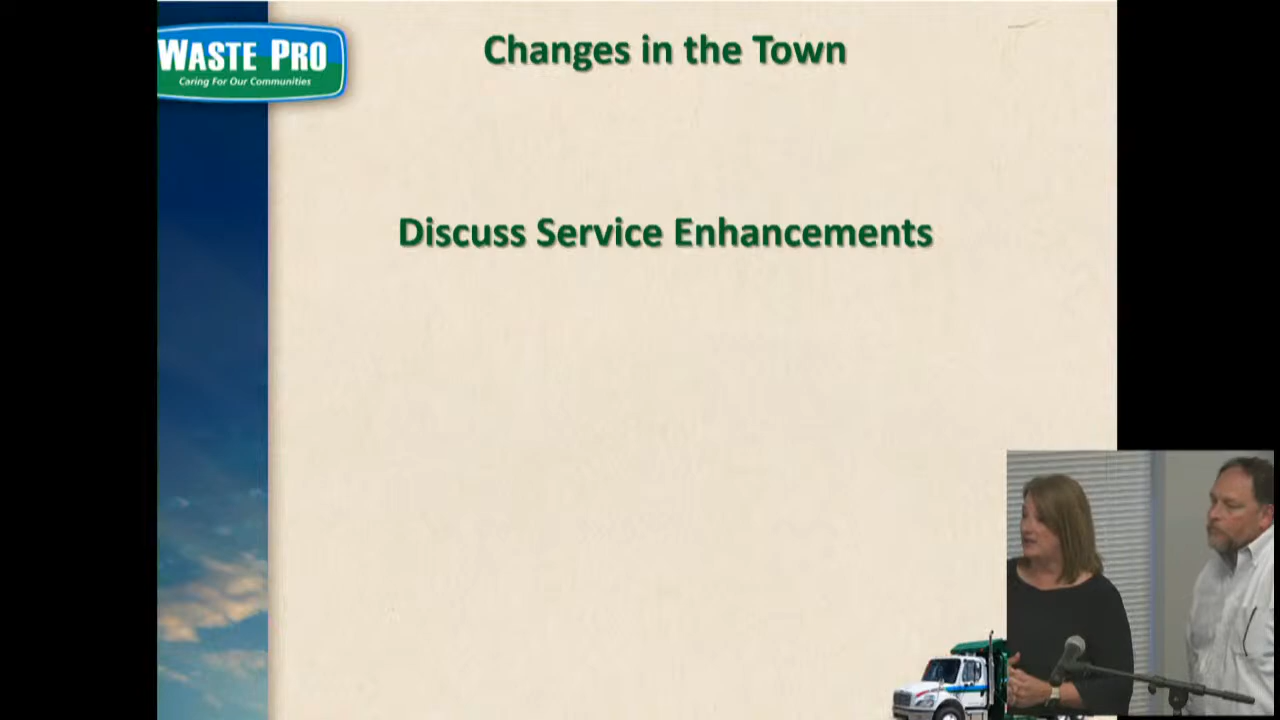 WASTE PRO
Caring For Our Communities
Changes in the Town
Discuss Service Enhancements